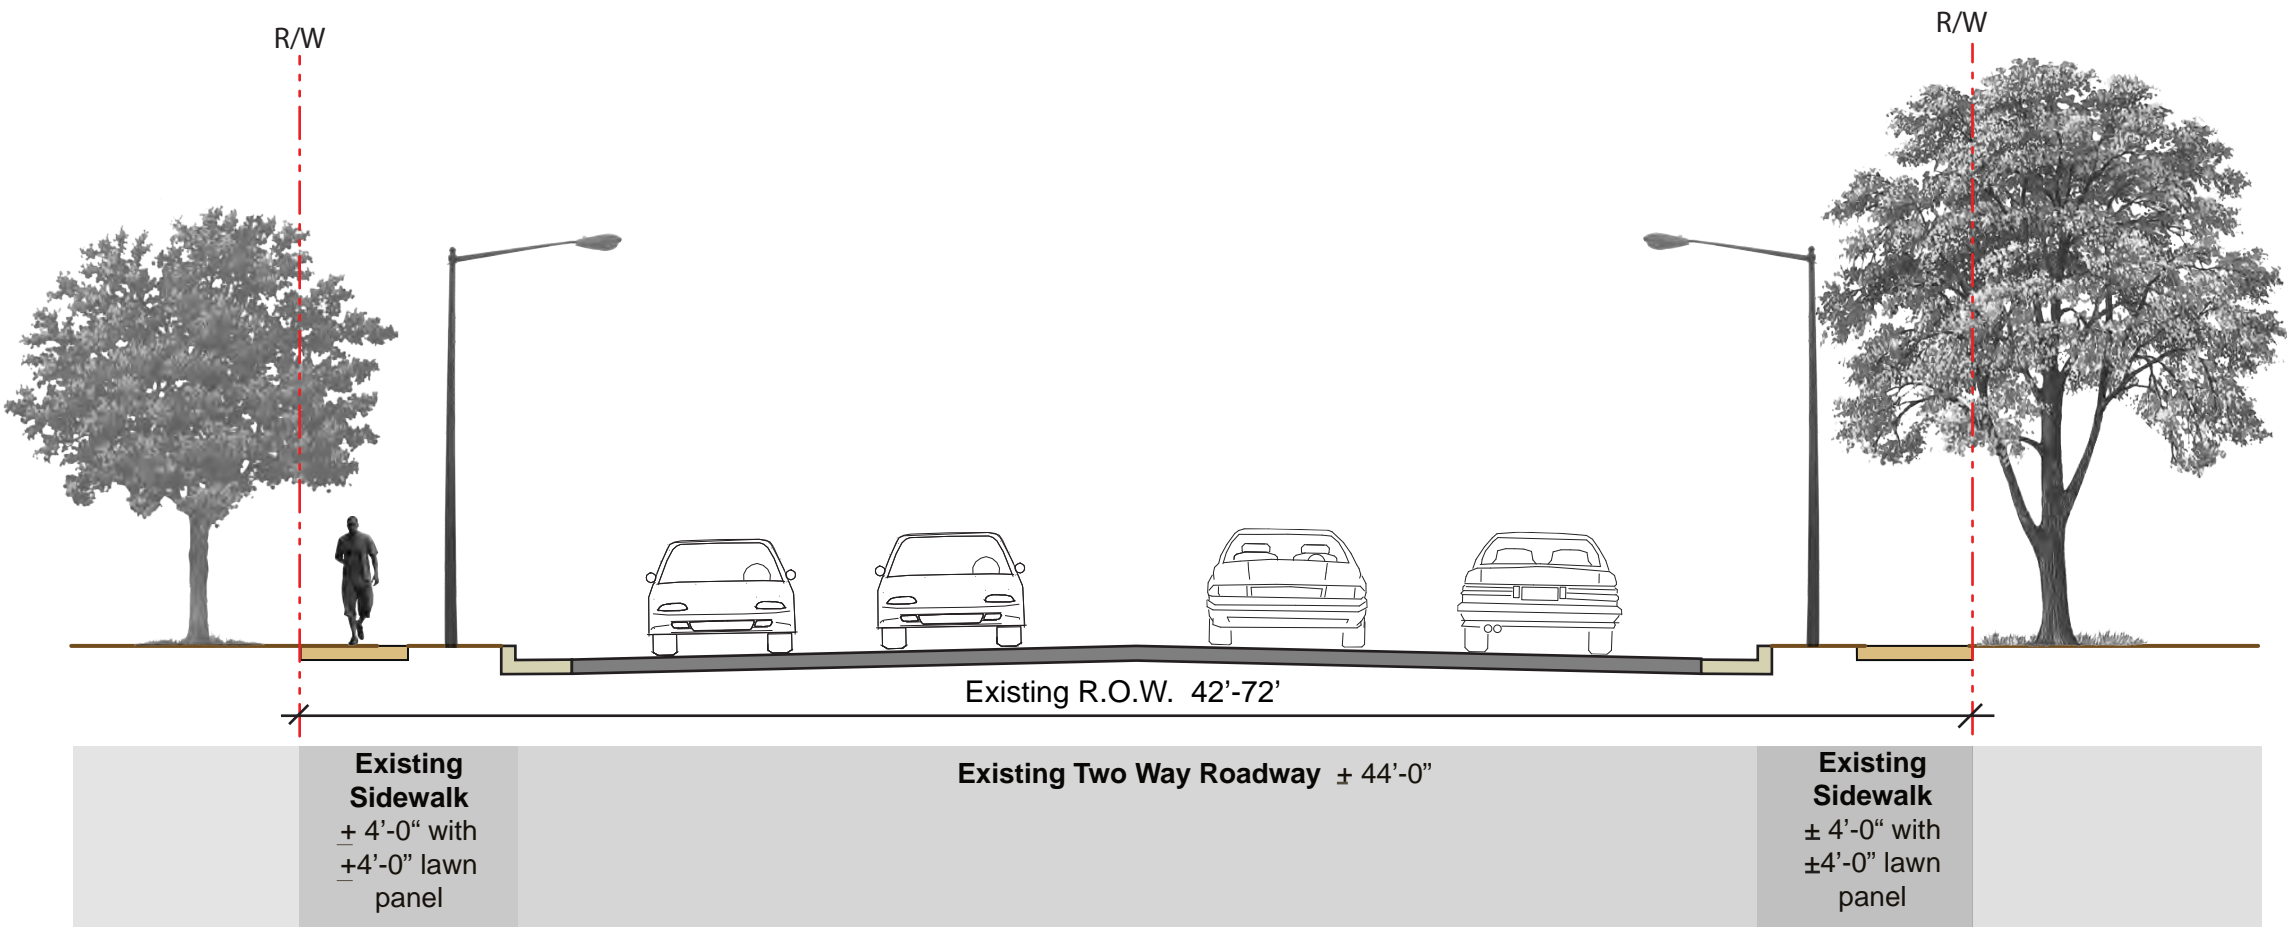 R/W
R/W
Existing R.O.W. 42’-72’
Existing
Sidewalk
± 4’-0“ with
±4’-0” lawn
panel
Existing Two Way Roadway ± 44’-0”
Existing
Sidewalk
± 4’-0“ with
±4’-0” lawn
panel